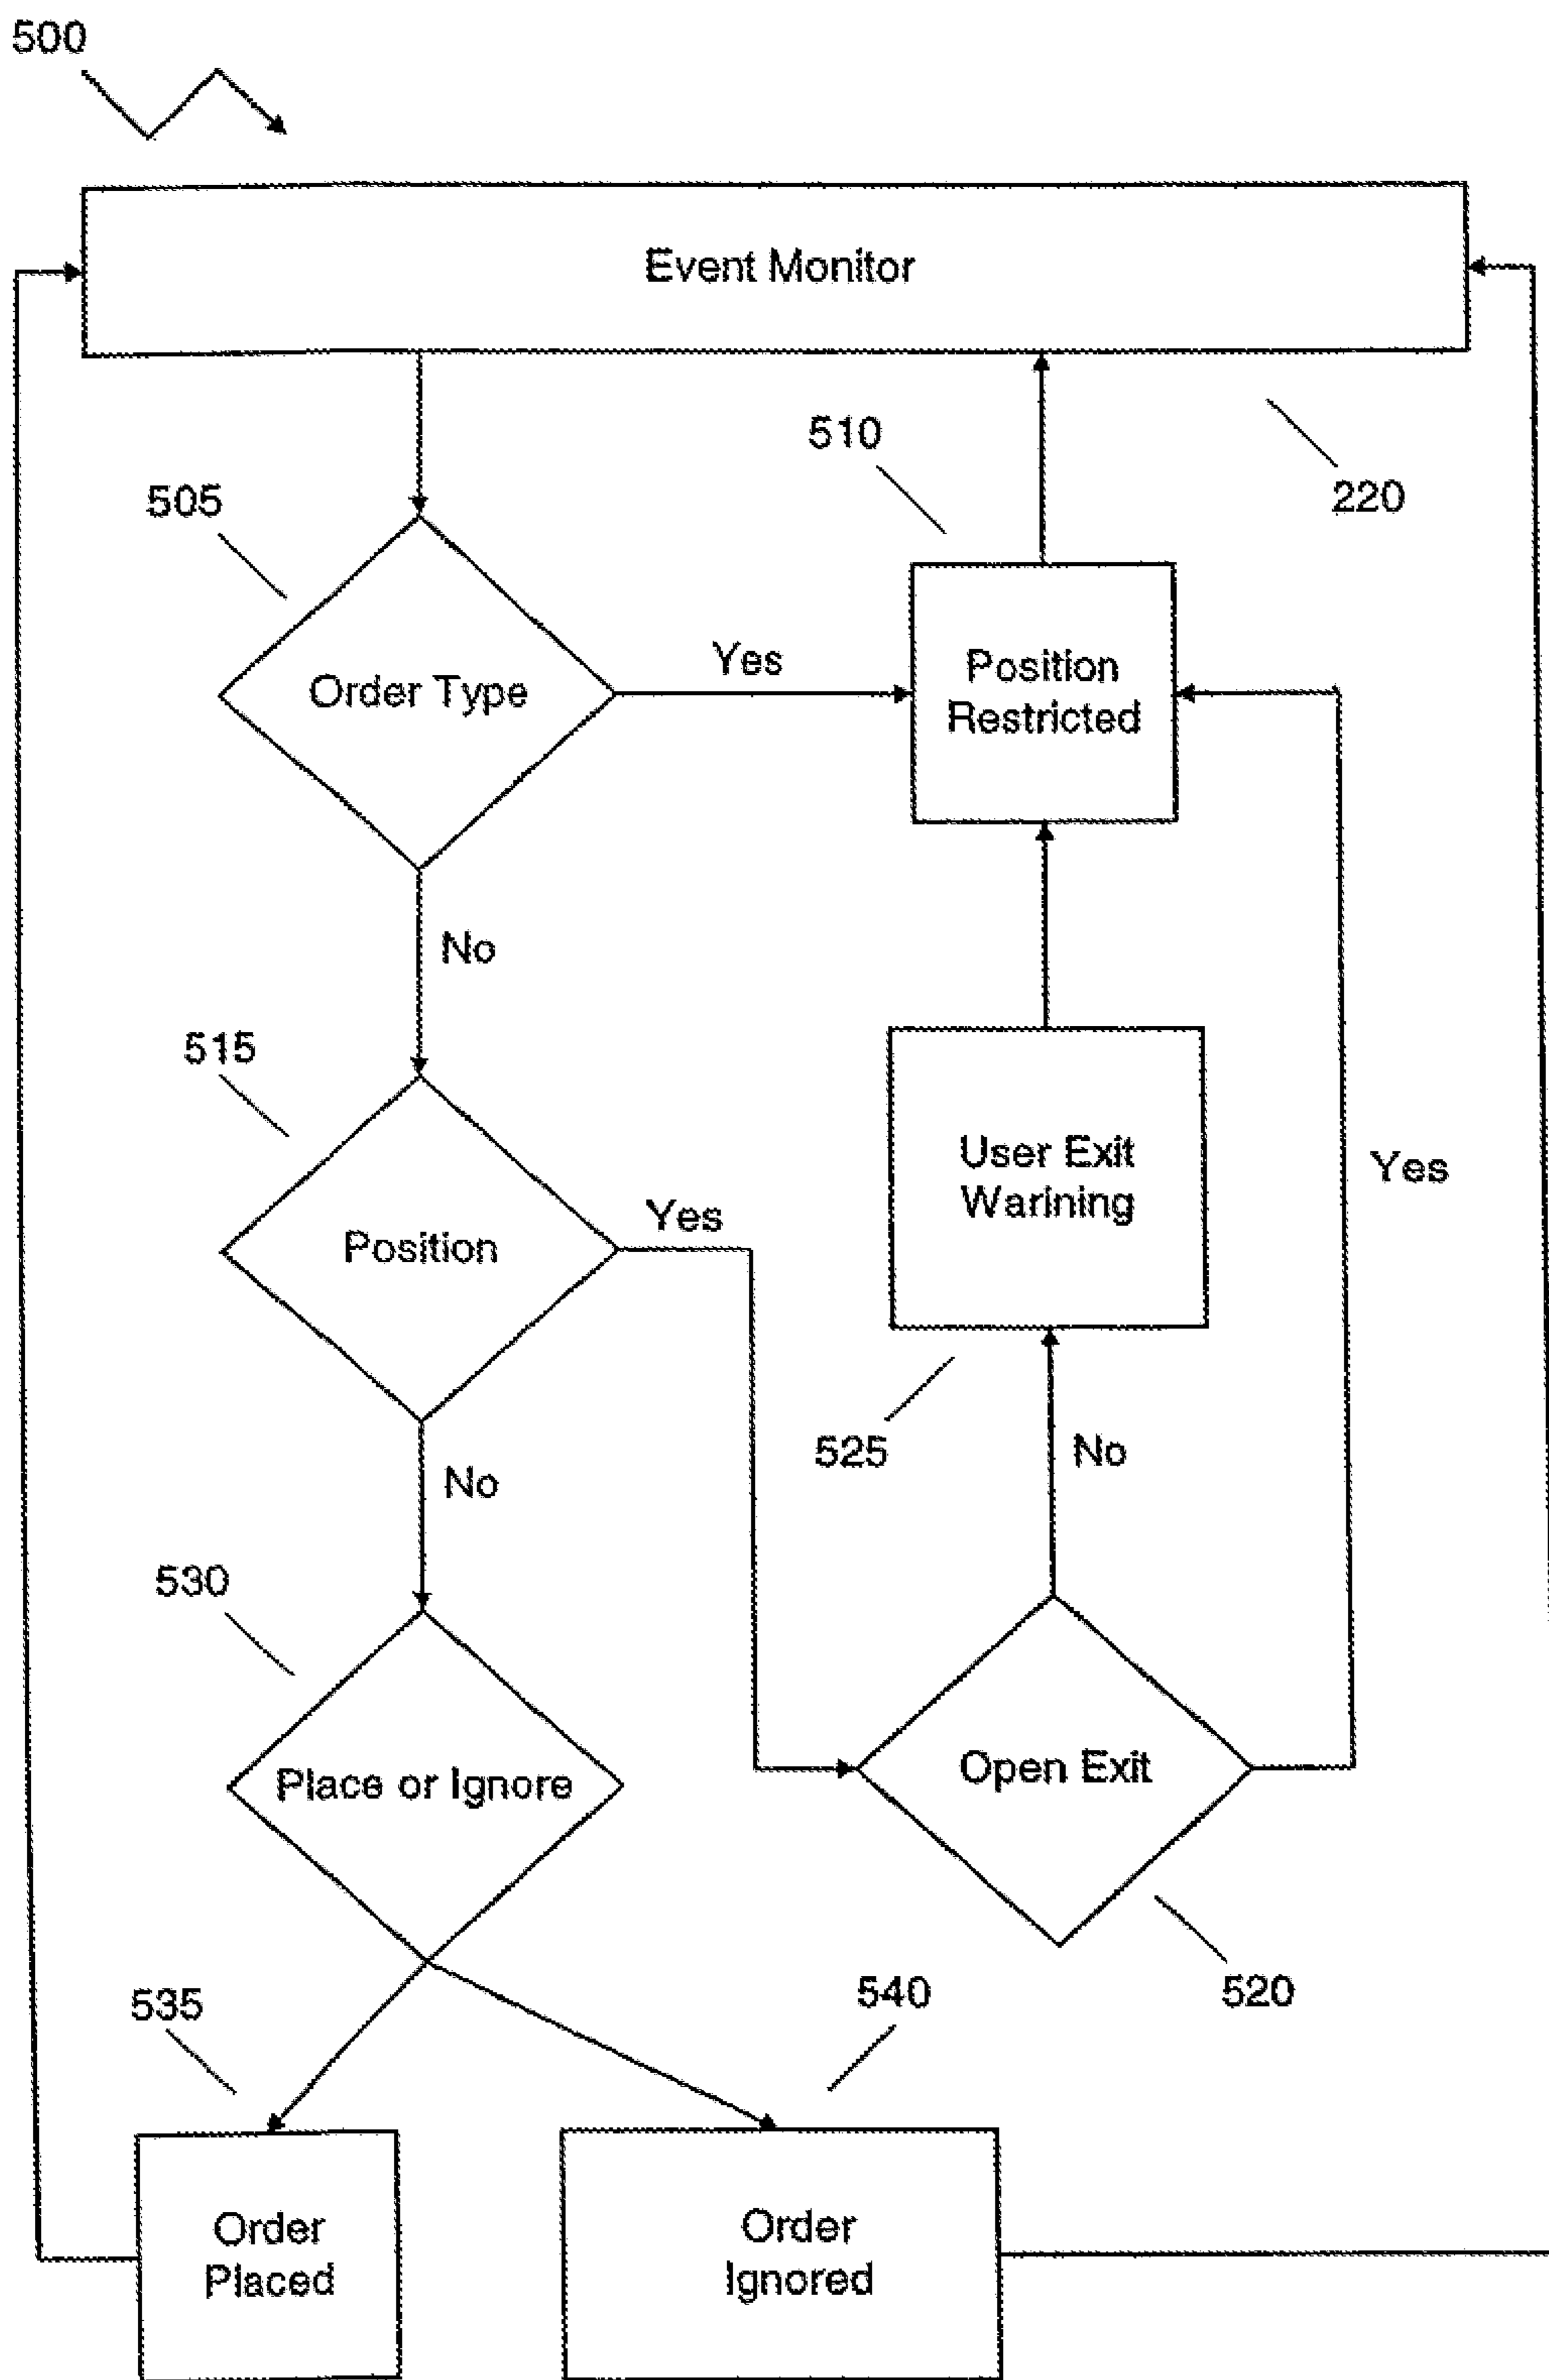 500
Event Monitor
510
220
505
Yes
Position
Restricted
Order Type
No
515
User Exit
Warining
Yes
Yes
Position
525
No
No
530
Open Exit
Place or Ignore
520
535
540
Order
Placed
Order
Ignored